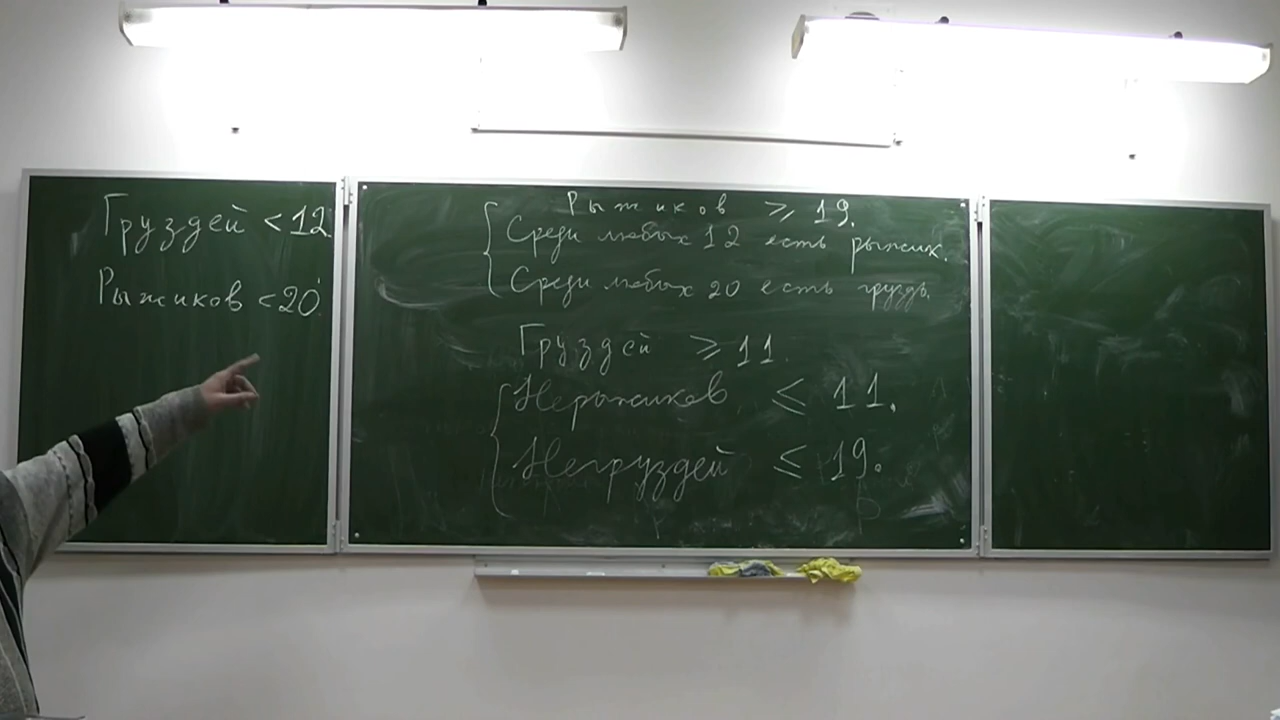 Груздей < 12.
Рыжиков < 20.
Рыжиков ⩾ 19.
Среди любых 12 есть рыжик.
Среди любых 20 есть груздь.
Груздей ⩾ 11.
Нерыжиков ⩽ 11.
Негруздей ⩽ 19.